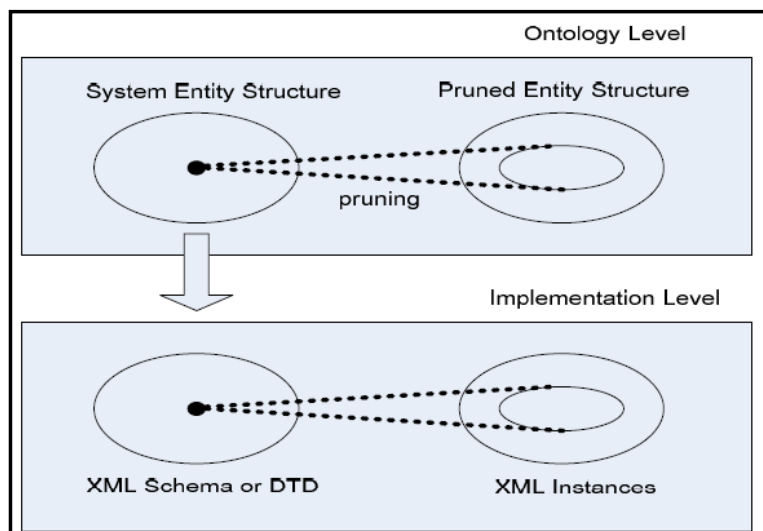 Ontology Level
System Entity Structure
Pruned Entity Structure
pruning
Implementation Level
XML Schema or DTD
XML Instances